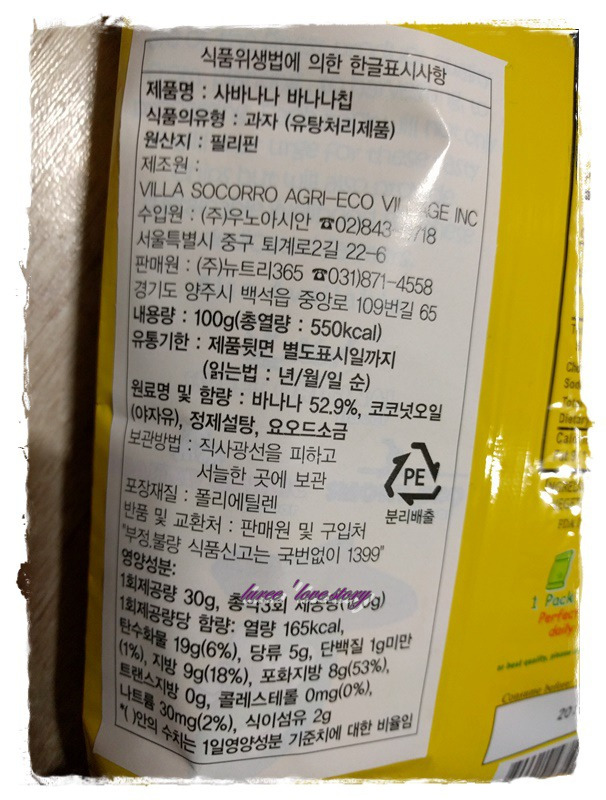 식품위생법에 의한 한글표시사항
제품명 : 사바나나 바나나칩
식품의유형 : 과자 (유탕처리제품)
원산지 : 필리핀
제조원 :
VILLA SOCORRO AGRI-ECO VILLAGE INC
수입원 : (주)우노아시안 ☎02)843- 718
서울특별시 중구 퇴계로2길 22-6
판매원 : (주)뉴트리365 ☎031)871-4558
경기도 양주시 백석읍 중앙로 109번길 65
내용량 : 100g(총열량 : 550kcal)
유통기한 : 제품뒷면 별도표시일까지
(읽는법 : 년/월/일 순)
원료명 및 함량 : 바나나 52.9%, 코코넛오일
(야자유), 정제설탕, 요오드소금
보관방법 : 직사광선을 피하고
서늘한 곳에 보관
포장재질 : 폴리에틸렌
반품 및 교환처 : 판매원 및 구입처
"부정,불량 식품신고는 국번없이 1399"
PE
분리배출
영양성분:
1회제공량 30g, 총약3회
luree 'love story
1회제공량당 함량: 열량 165kcal,
탄수화물 19g(6%), 당류 5g, 단백질 1g미만
(1%), 지방 9g(18%), 포화지방 8g(53%),
트랜스지방 0g, 콜레스테롤 0mg(0%),
나트륨 30mg(2%), 식이섬유 2g
*( )안의 수치는 1일영양성분 기준치에 대한 비율임
1 Pack
Perfec
daily
20